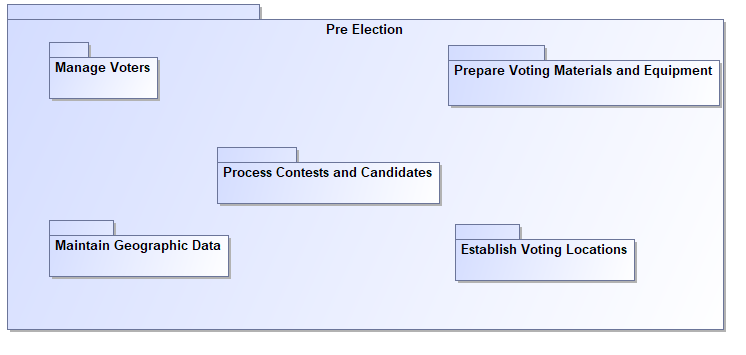 Pre Election
Manage Voters
Prepare Voting Materials and Equipment
Process Contests and Candidates
Maintain Geographic Data
Establish Voting Locations